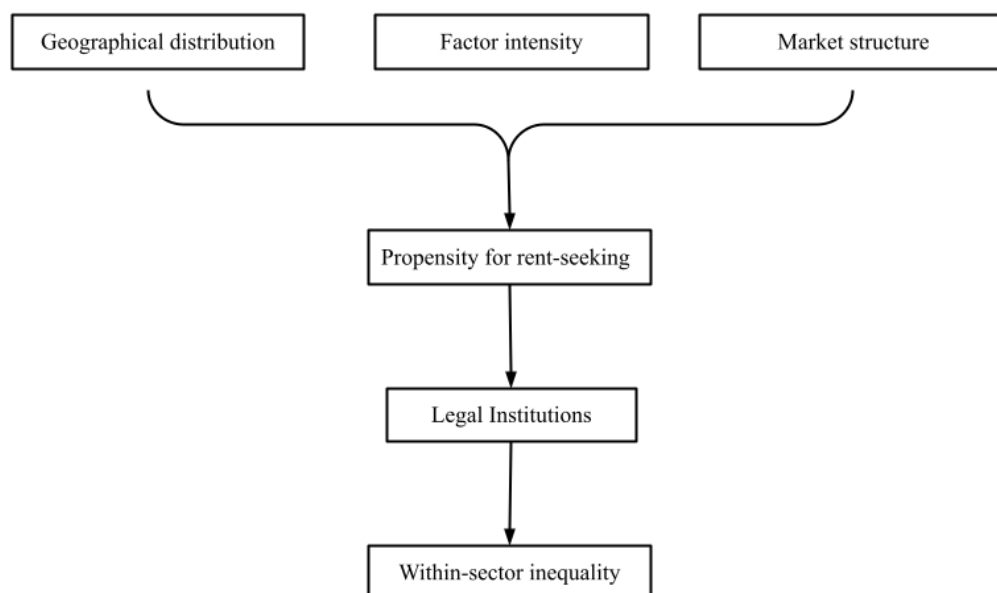 Geographical distribution
Factor intensity
Market structure
Propensity for rent-seeking
Legal Institutions
Within-sector inequality